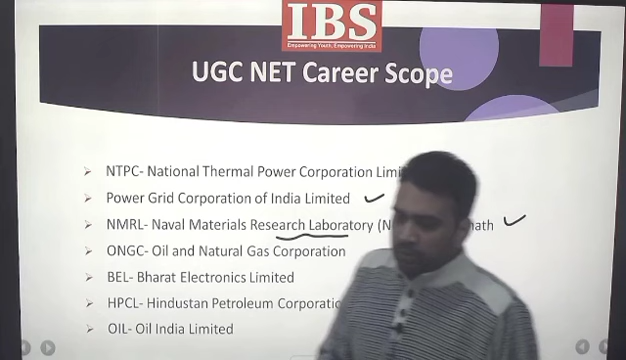 IBS
Empowering Youth, Empowering India
UGC NET Career Scope
NTPC- National Thermal Power Corporation
Power Grid Corporation of India Limited
NMRL- Naval Materials Research Laboratory
ONGC- Oil and Natural Gas Corporation
BEL- Bharat Electronics Limited
HPCL- Hindustan Petroleum
OIL- Oil India Limited